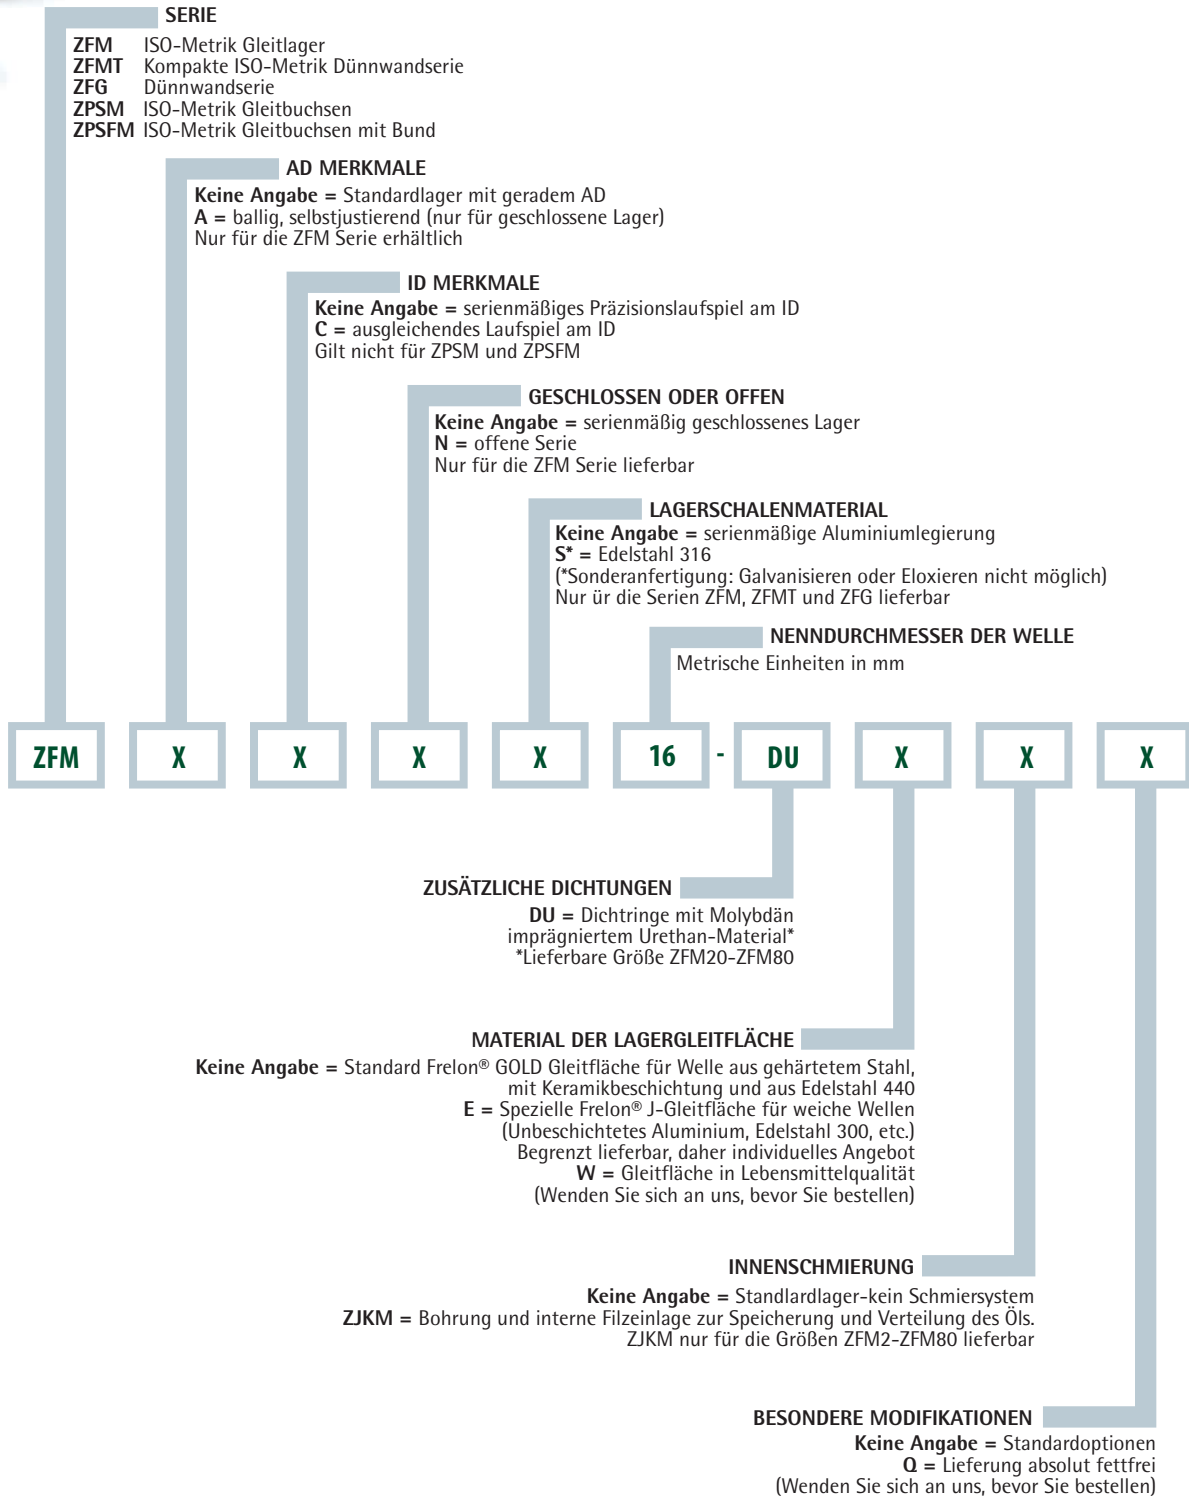 SERIE
ZFM ISO-Metrik Gleitlager
ZFMT Kompakte ISO-Metrik Dünnwandserie
ZFG Dünnwandserie
ZPSM ISO-Metrik Gleitbuchsen
ZPSFM ISO-Metrik Gleitbuchsen mit Bund
AD MERKMALE
Keine Angabe = Standardlager mit geradem AD
A = ballig, selbstjustierend (nur für geschlossene Lager)
Nur für die ZFM Serie erhältlich
ID MERKMALE
Keine Angabe = serienmäßiges Präzisionslaufspiel am ID
C = ausgleichendes Laufspiel am ID
Gilt nicht für ZPSM und ZPSFM
GESCHLOSSEN ODER OFFEN
Keine Angabe = serienmäßig geschlossenes Lager
N = offene Serie
Nur für die ZFM Serie lieferbar
LAGERSCHALENMATERIAL
Keine Angabe = serienmäßige Aluminiumlegierung
S* = Edelstahl 316
(*Sonderanfertigung: Galvanisieren oder Eloxieren nicht möglich)
Nur ür die Serien ZFM, ZFMT und ZFG lieferbar
NENNDURCHMESSER DER WELLE
Metrische Einheiten in mm
ZFM X X X X 16 - DU X X X
ZUSÄTZLICHE DICHTUNGEN
DU = Dichtringe mit Molybdän
imprägniertem Urethan-Material*
*Lieferbare Größe ZFM20-ZFM80
MATERIAL DER LAGERGLEITFLÄCHE
Keine Angabe = Standard Frelon® GOLD Gleitfläche für Welle aus gehärtetem Stahl,
mit Keramikbeschichtung und aus Edelstahl 440
E = Spezielle Frelon® J-Gleitfläche für weiche Wellen
(Unbeschichtetes Aluminium, Edelstahl 300, etc.)
Begrenzt lieferbar, daher individuelles Angebot
W = Gleitfläche in Lebensmittelqualität
(Wenden Sie sich an uns, bevor Sie bestellen)
INNENSCHMIERUNG
Keine Angabe = Standlardlager-kein Schmiersystem
ZJKM = Bohrung und interne Filzeinlage zur Speicherung und Verteilung des Öls.
ZJKM nur für die Größen ZFM2-ZFM80 lieferbar
BESONDERE MODIFIKATIONEN
Keine Angabe = Standardoptionen
Q = Lieferung absolut fettfrei
(Wenden Sie sich an uns, bevor Sie bestellen)